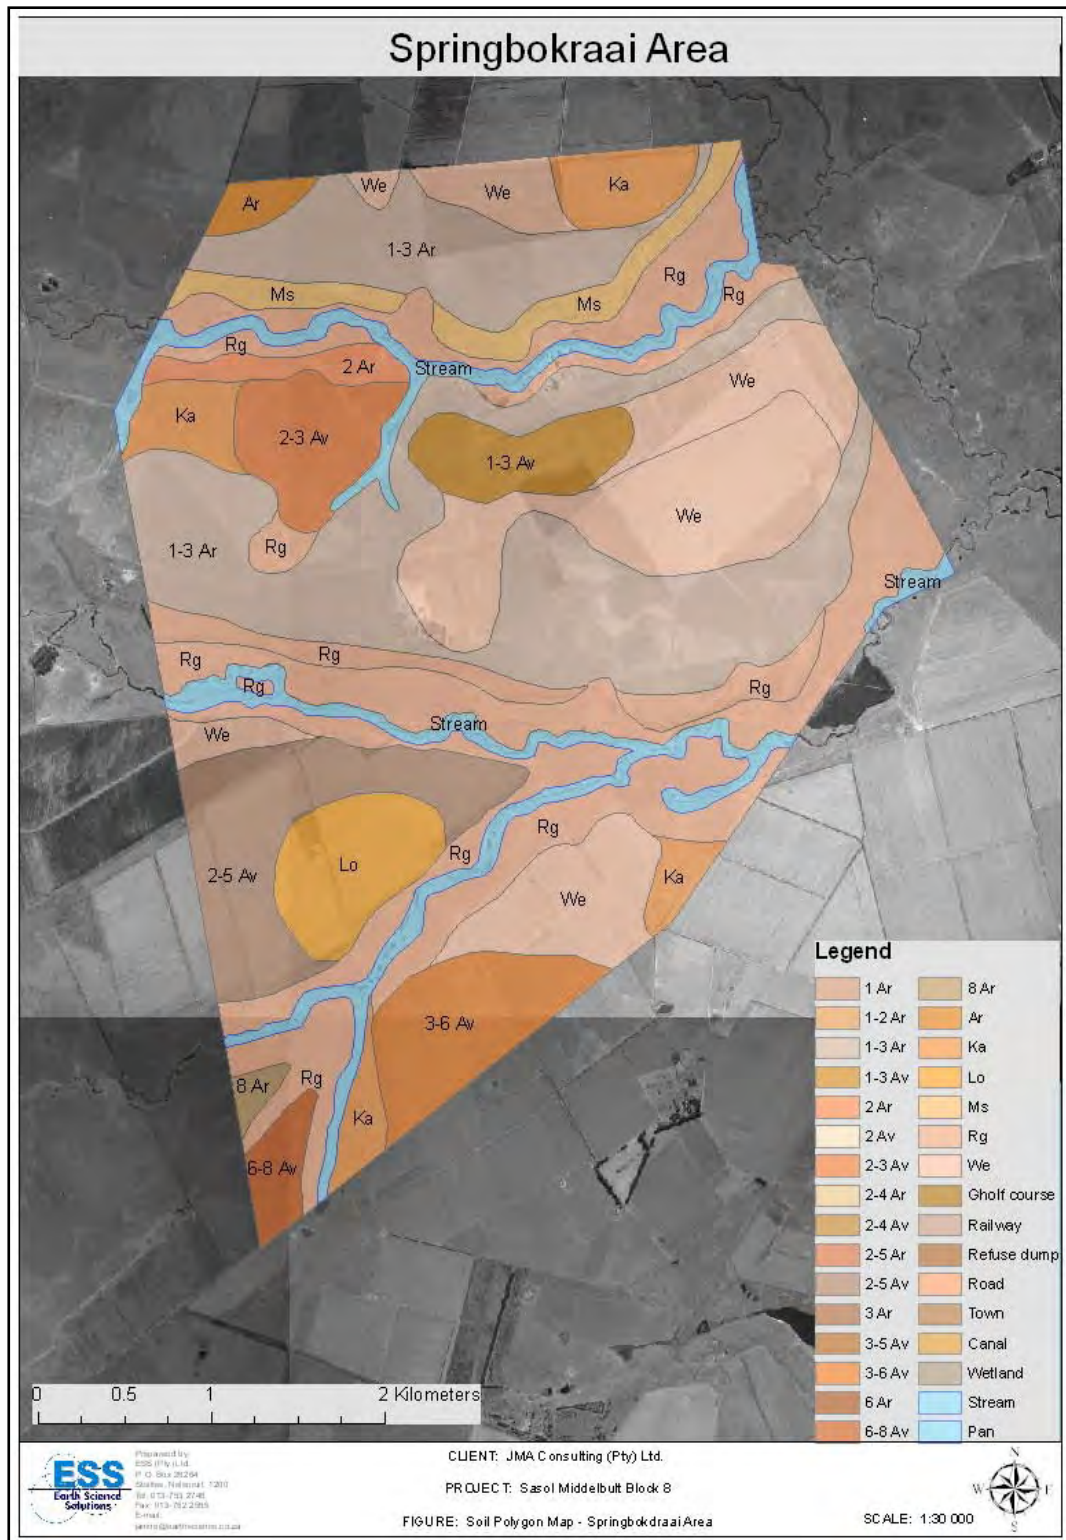 Springbokraai Area
We
We
Ka
Ar
1-3 Ar
Rg
Rg
Ms
Ms
Rg
2 Ar
Stream
We
Ka
2-3 Av
1-3 Av
We
1-3 Ar
Rg
Stream
Rg
Rg
Rg
Rg
Stream
We
Rg
Rg
Lo
2-5 Av
We
Ka
3-6 Av
Rg
8 Ar
Ka
6-8 Av
Legend
1 Ar
1-2 Ar
1-3 Ar
1-3 Av
2 Ar
2 Av
2-3 Av
2-4 Ar
2-4 Av
2-5 Ar
2-5 Av
3 Ar
3-5 Av
3-6 Av
6 Ar
6-8 Av
8 Ar
Ar
Ka
Lo
Ms
Rg
We
Gholf course
Railway
Refuse dump
Road
Town
Canal
Wetland
Stream
Pan
0 0.5 1 2 Kilometers
ESS
Earth Science
Solutions
Prepared by
ESS (Pty) Ltd.
E-mail:
CLIENT: JMA Consulting (Pty) Ltd.
PROJECT: Sasol Middelbult Block 8
FIGURE: Soil Polygon Map - Springbokdraai Area
N
W E
S
SCALE: 1:30 000